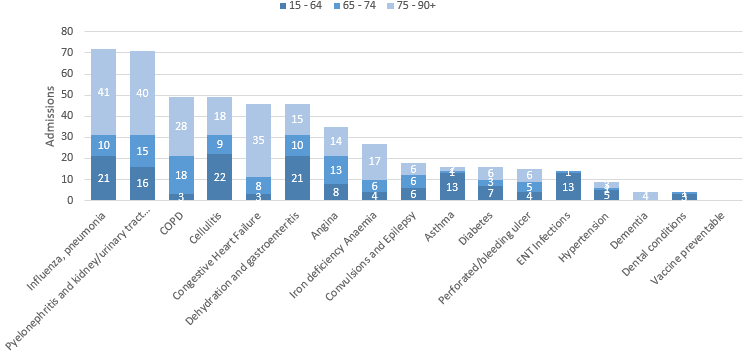 15 - 64 65 - 74 75 - 90+
80
70
60
50
40
30
20
10
0
Admissions
41
10
21
40
15
16
28
18
3
18
9
22
35
8
3
15
10
21
14
13
8
17
6
4
6
6
6
2
1
13
6
3
7
6
5
4
1
13
3
5
4
3
Influenza, pneumonia
Pyelonephritis and kidney/urinary tract...
COPD
Cellulitis
Congestive Heart Failure
Dehydration and gastroenteritis
Angina
Iron deficiency Anaemia
Convulsions and Epilepsy
Asthma
Diabetes
Perforated/bleeding ulcer
ENT Infections
Hypertension
Dementia
Dental conditions
Vaccine preventable